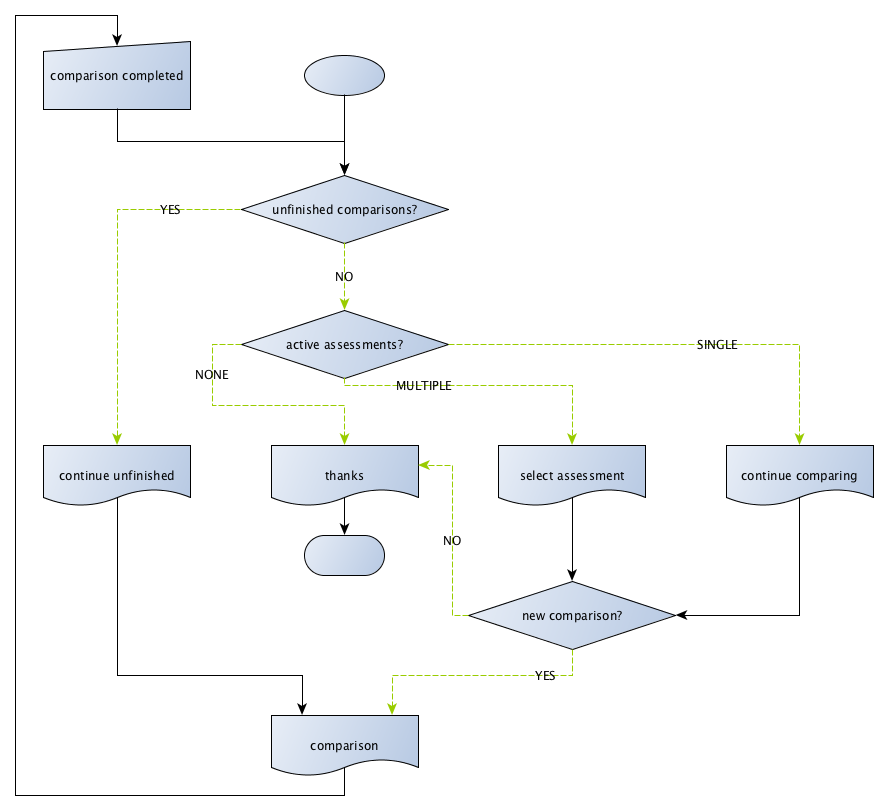 comparison completed
unfinished comparisons?
YES
NO
active assessments?
SINGLE
NONE
MULTIPLE
continue unfinished
thanks
select assessment
continue comparing
NO
new comparison?
YES
comparison